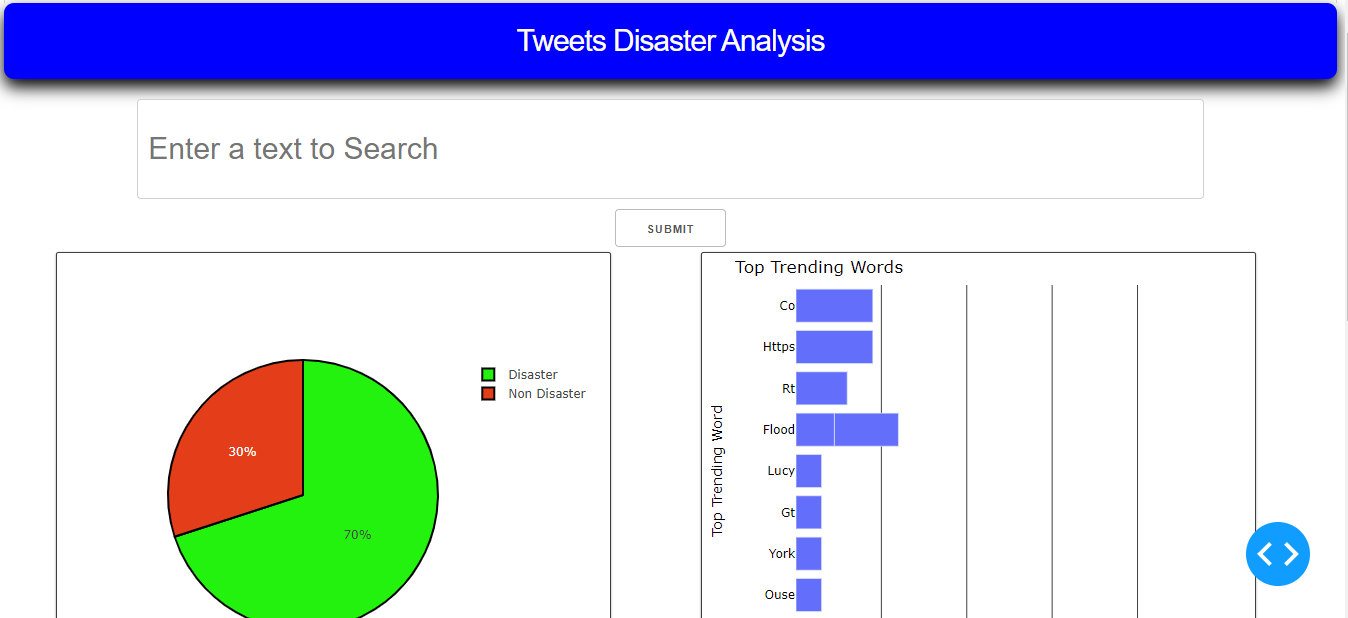 Tweets Disaster Analysis
Enter a text to Search
SUBMIT
Disaster
Non Disaster
30%
70%
Top Trending Words
Top Trending Word
Co
Https
Rt
Flood
Lucy
Gt
York
Ouse